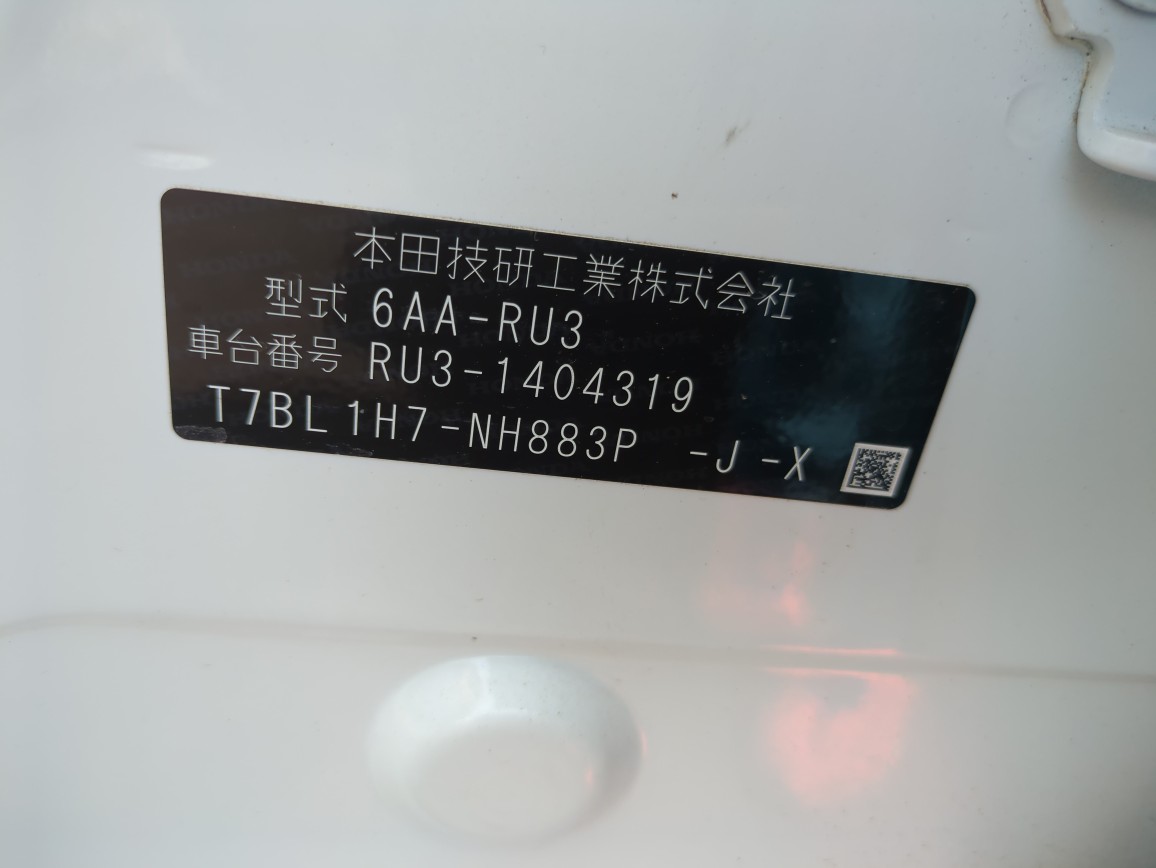 本田技研工業株式会社
型式 6AA-RU3
車台番号 RU3-1404319
T7BL1H7-NH883P -J -X